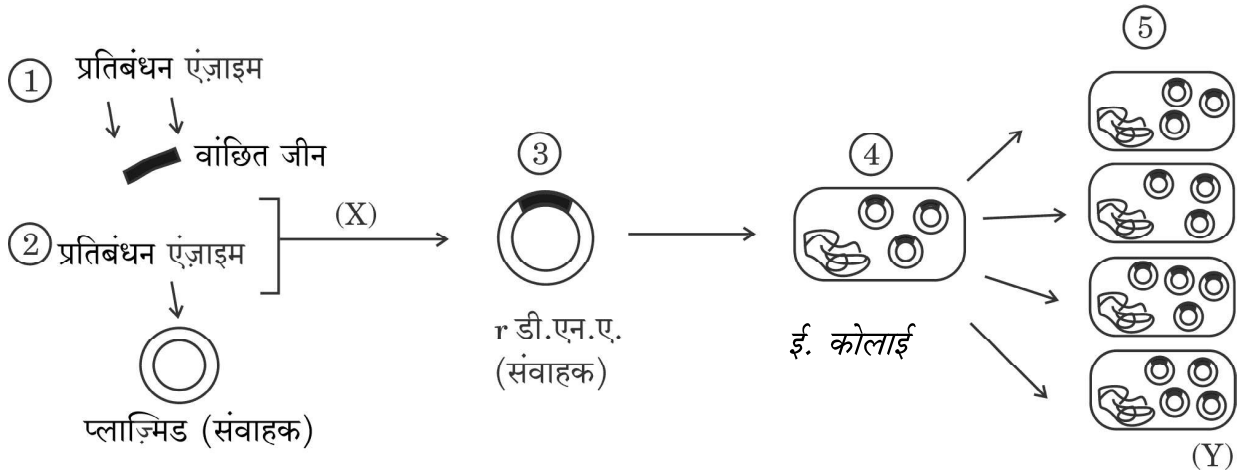 ① प्रतिबंधन एंज़ाइम
वांछित जीन
② प्रतिबंधन एंज़ाइम
प्लाज़्मिड (संवाहक)
(X)
③
r डी.एन.ए.
(संवाहक)
④
ई. कोलाई
⑤
(Y)